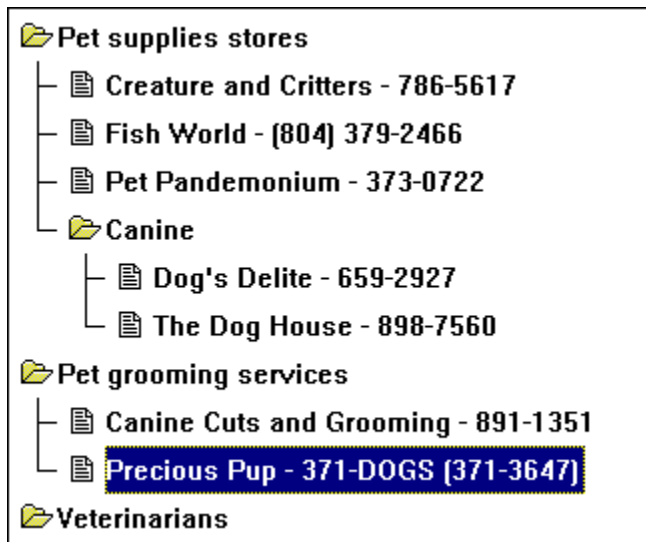 Pet supplies stores
Creature and Critters - 786-5617
Fish World - (804) 379-2466
Pet Pandemonium - 373-0722
Canine
Dog's Delite - 659-2927
The Dog House - 898-7560
Pet grooming services
Canine Cuts and Grooming - 891-1351
Precious Pup - 371-DOGS (371-3647)
Veterinarians